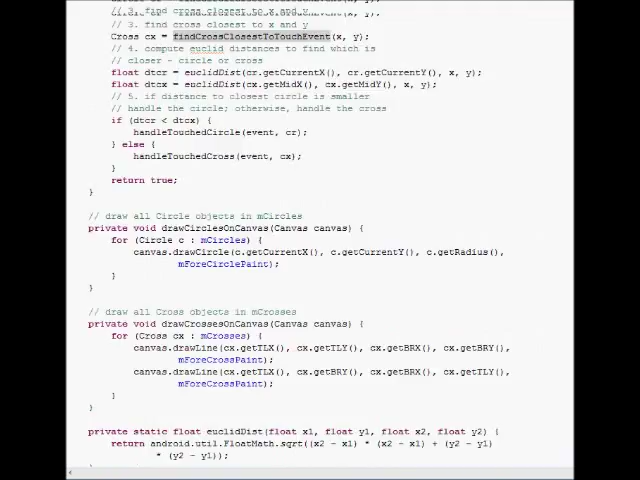 // 2. find cross closest to x and y
// 3. find cross closest to x and y
Cross cx = findCrossClosestToTouchEvent(x, y);
// 4. compute euclid distances to find which is
// closer - circle or cross
float dtcr = euclidDist(cr.getCurrentX(), cr.getCurrentY(), x, y);
float dtcx = euclidDist(cx.getMidX(), cx.getMidY(), x, y);
// 5. if distance to closest circle is smaller
// handle the circle; otherwise, handle the cross
if (dtcr < dtcx) {
handleTouchedCircle(event, cr);
} else {
handleTouchedCross(event, cx);
}
return true;
}
// draw all Circle objects in mCircles
private void drawCirclesOnCanvas(Canvas canvas) {
for (Circle c : mCircles) {
canvas.drawCircle(c.getCurrentX(), c.getCurrentY(), c.getRadius(),
mForeCirclePaint);
}
}
// draw all Cross objects in mCrosses
private void drawCrossesOnCanvas(Canvas canvas) {
for (Cross cx : mCrosses) {
canvas.drawLine(cx.getTLX(), cx.getTLY(), cx.getBRX(), cx.getBRY(),
mForeCrossPaint);
canvas.drawLine(cx.getTLX(), cx.getBRY(), cx.getBRX(), cx.getTLY(),
mForeCrossPaint);
}
}
private static float euclidDist(float x1, float y1, float x2, float y2) {
return android.util.FloatMath.sqrt((x2 - x1) * (x2 - x1) + (y2 - y1)
* (y2 - y1));